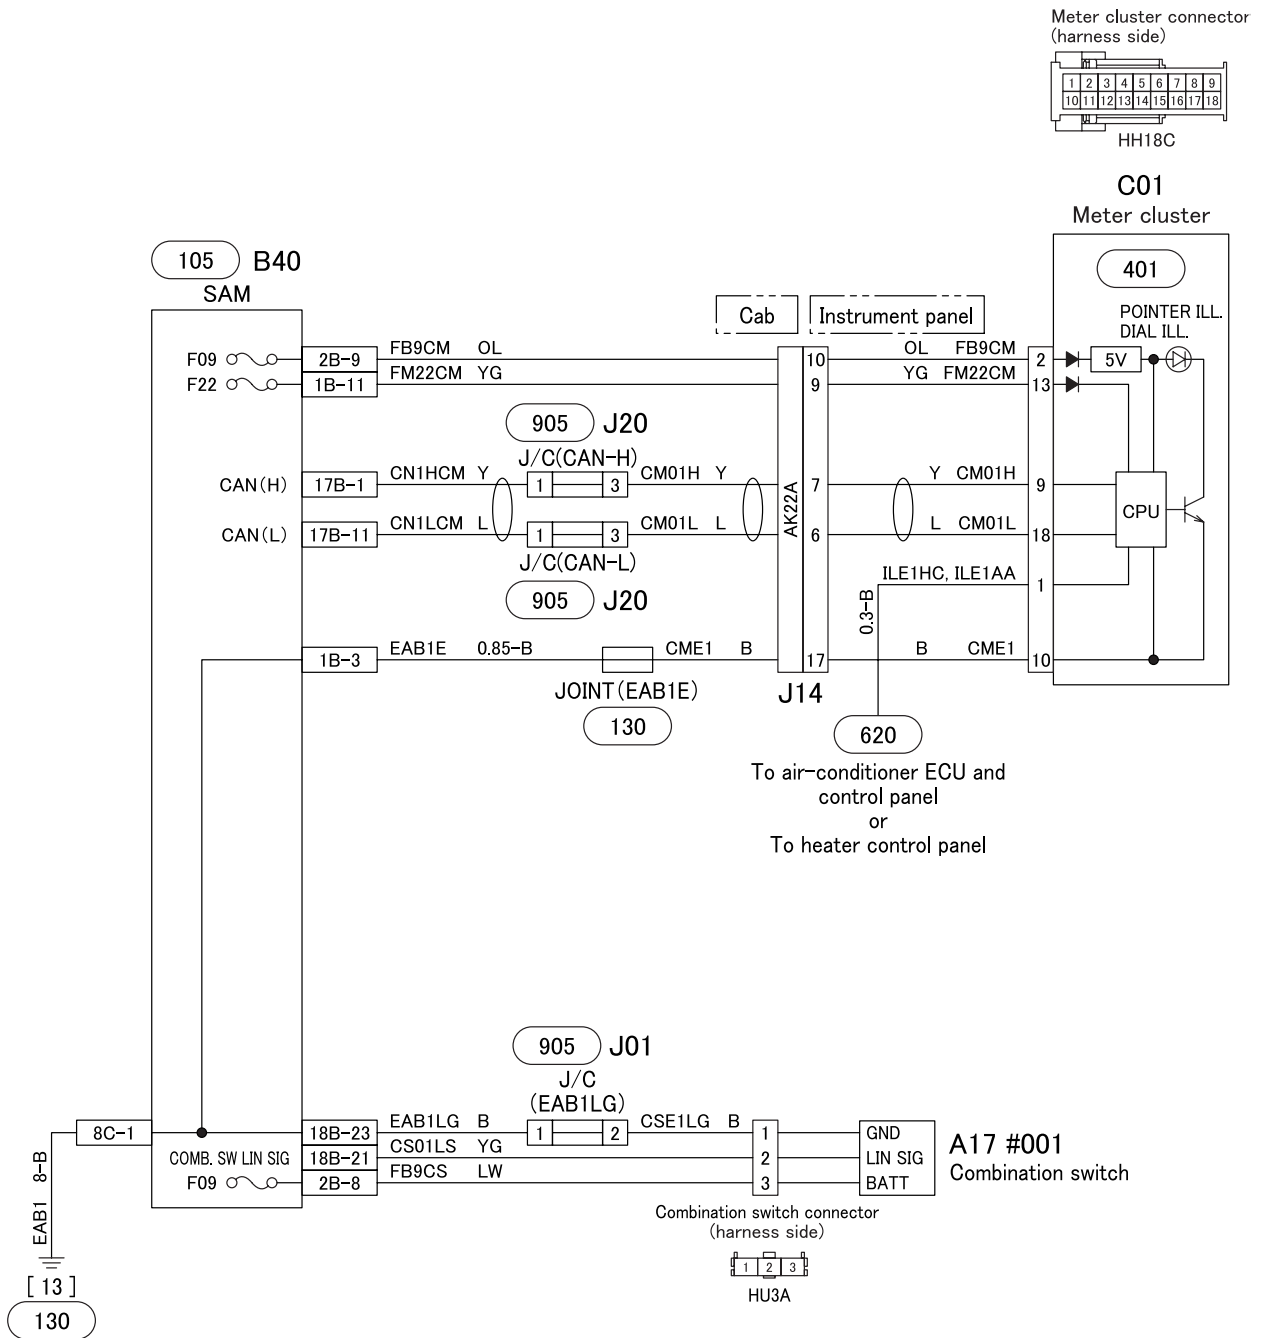 Meter cluster connector
(harness side)
1 2 3 4 5 6 7 8 9
10 11 12 13 14 15 16 17 18
HH18C
C01
Meter cluster
105 B40
SAM
401
POINTER ILL.
DIAL ILL.
Cab
Instrument panel
F09 2B-9 FB9CM OL 10 OL FB9CM 2 5V
F22 1B-11 FM22CM YG 9 YG FM22CM 13
905 J20
J/C(CAN-H)
CAN(H) 17B-1 CN1HCM Y 1 3 CM01H Y 7 Y CM01H 9
AK22A
CPU
CAN(L) 17B-11 CN1LCM L 1 3 CM01L L 6 L CM01L 18
J/C(CAN-L)
905 J20
ILE1HC, ILE1AA 1
0.3-B
1B-3 EAB1E 0.85-B CME1 B 17 B CME1 10
JOINT(EAB1E)
J14
130
620
To air-conditioner ECU and
control panel
or
To heater control panel
905 J01
J/C
(EAB1LG)
8C-1 18B-23 EAB1LG B 1 2 CSE1LG B 1 GND
COMB. SW LIN SIG 18B-21 CS01LS YG 2 LIN SIG
F09 2B-8 FB9CS LW 3 BATT
A17 #001
Combination switch
EAB1 8-B
Combination switch connector
(harness side)
1 2 3
HU3A
[13]
130